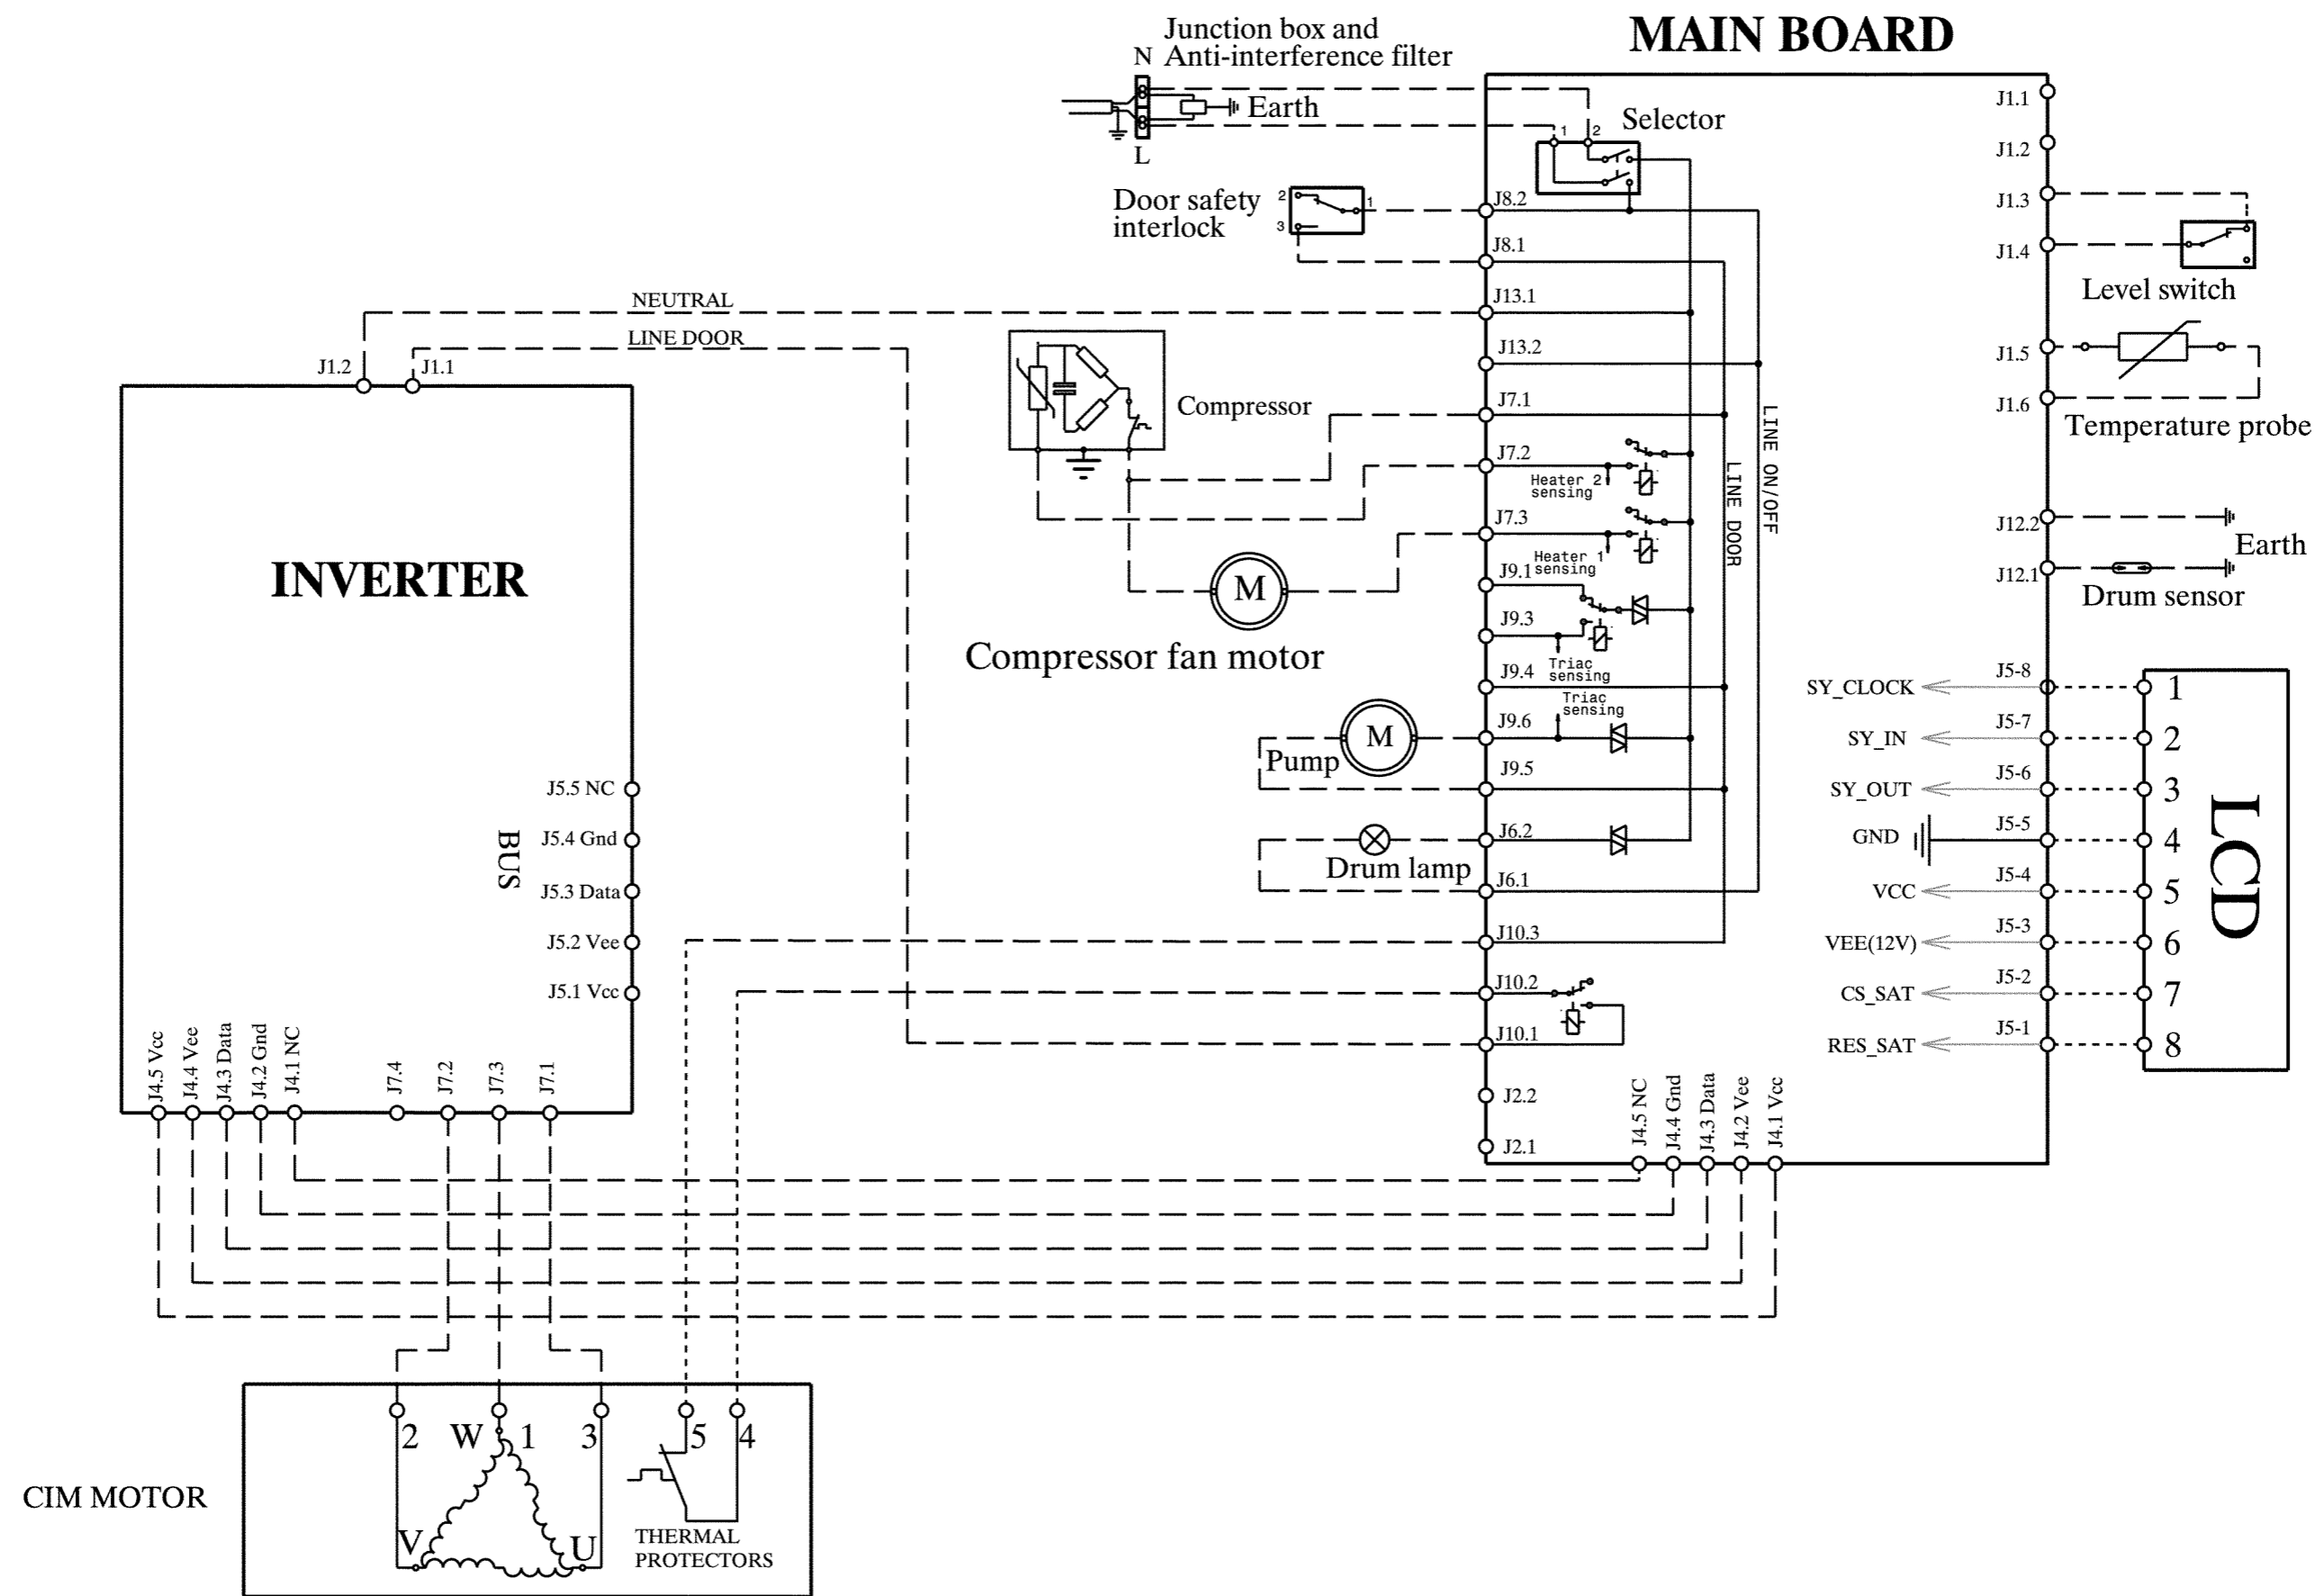 MAIN BOARD
Junction box and
N Anti-interference filter
Earth
L
Selector
1 2
Door safety
interlock
2
1
3
J8.2
J8.1
J13.1
J13.2
J7.1
J7.2
J7.3
J9.1
J9.3
J9.4
J9.6
J9.5
J6.2
J6.1
J10.3
J10.2
J10.1
J2.2
J2.1
Heater 2
sensing
Heater 1
sensing
Triac
sensing
Triac
sensing
LINE DOOR
LINE ON/OFF
NEUTRAL
LINE DOOR
J1.2
J1.1
Compressor
M
Compressor fan motor
M
Pump
Drum lamp
J1.1
J1.2
J1.3
J1.4
Level switch
J1.5
J1.6
Temperature probe
J12.2
Earth
J12.1
Drum sensor
SY_CLOCK
J5-8
1
SY_IN
J5-7
2
SY_OUT
J5-6
3
GND
J5-5
4
VCC
J5-4
5
VEE(12V)
J5-3
6
CS_SAT
J5-2
7
RES_SAT
J5-1
8
LCD
J4.5 NC
J4.4 Gnd
J4.3 Data
J4.2 Vee
J4.1 Vcc
INVERTER
BUS
J5.5 NC
J5.4 Gnd
J5.3 Data
J5.2 Vee
J5.1 Vcc
J4.5 Vcc
J4.4 Vee
J4.3 Data
J4.2 Gnd
J4.1 NC
J7.4
J7.2
J7.3
J7.1
CIM MOTOR
2
W 1
3
5
4
V
U
THERMAL
PROTECTORS